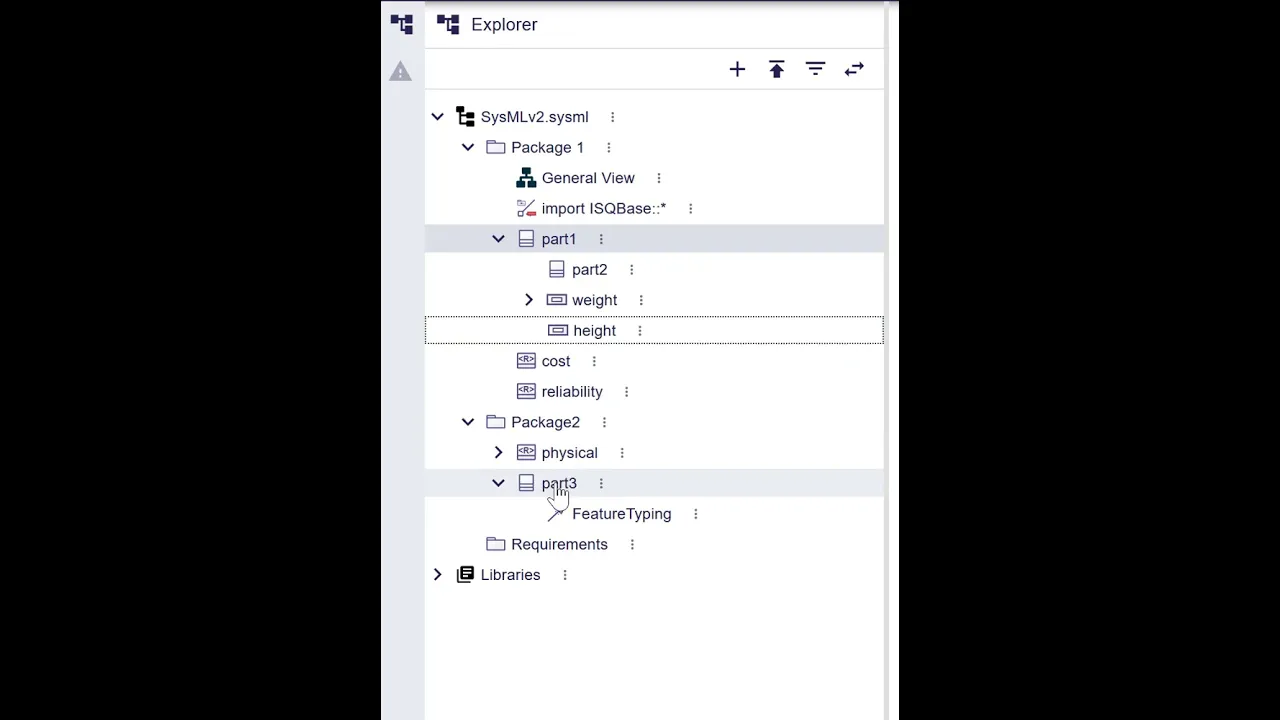 Explorer
SysMLv2.sysml
Package 1
General View
import ISQBase::*
part1
part2
weight
height
cost
reliability
Package2
physical
part3
FeatureTyping
Requirements
Libraries